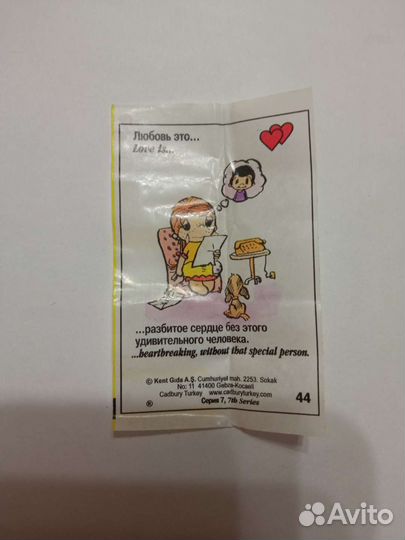 Любовь это...
Love is...
...разбитое сердце без этого
удивительного человека.
...heartbreaking, without that special person.
© Kent Gıda A.Ş. Cumhuriyet mah. 2253. Sokak
No: 11 41400 Gebze-Kocaeli
Cadbury Turkey www.cadburyturkey.com
® Серия 7, 7th Series 44
Avito